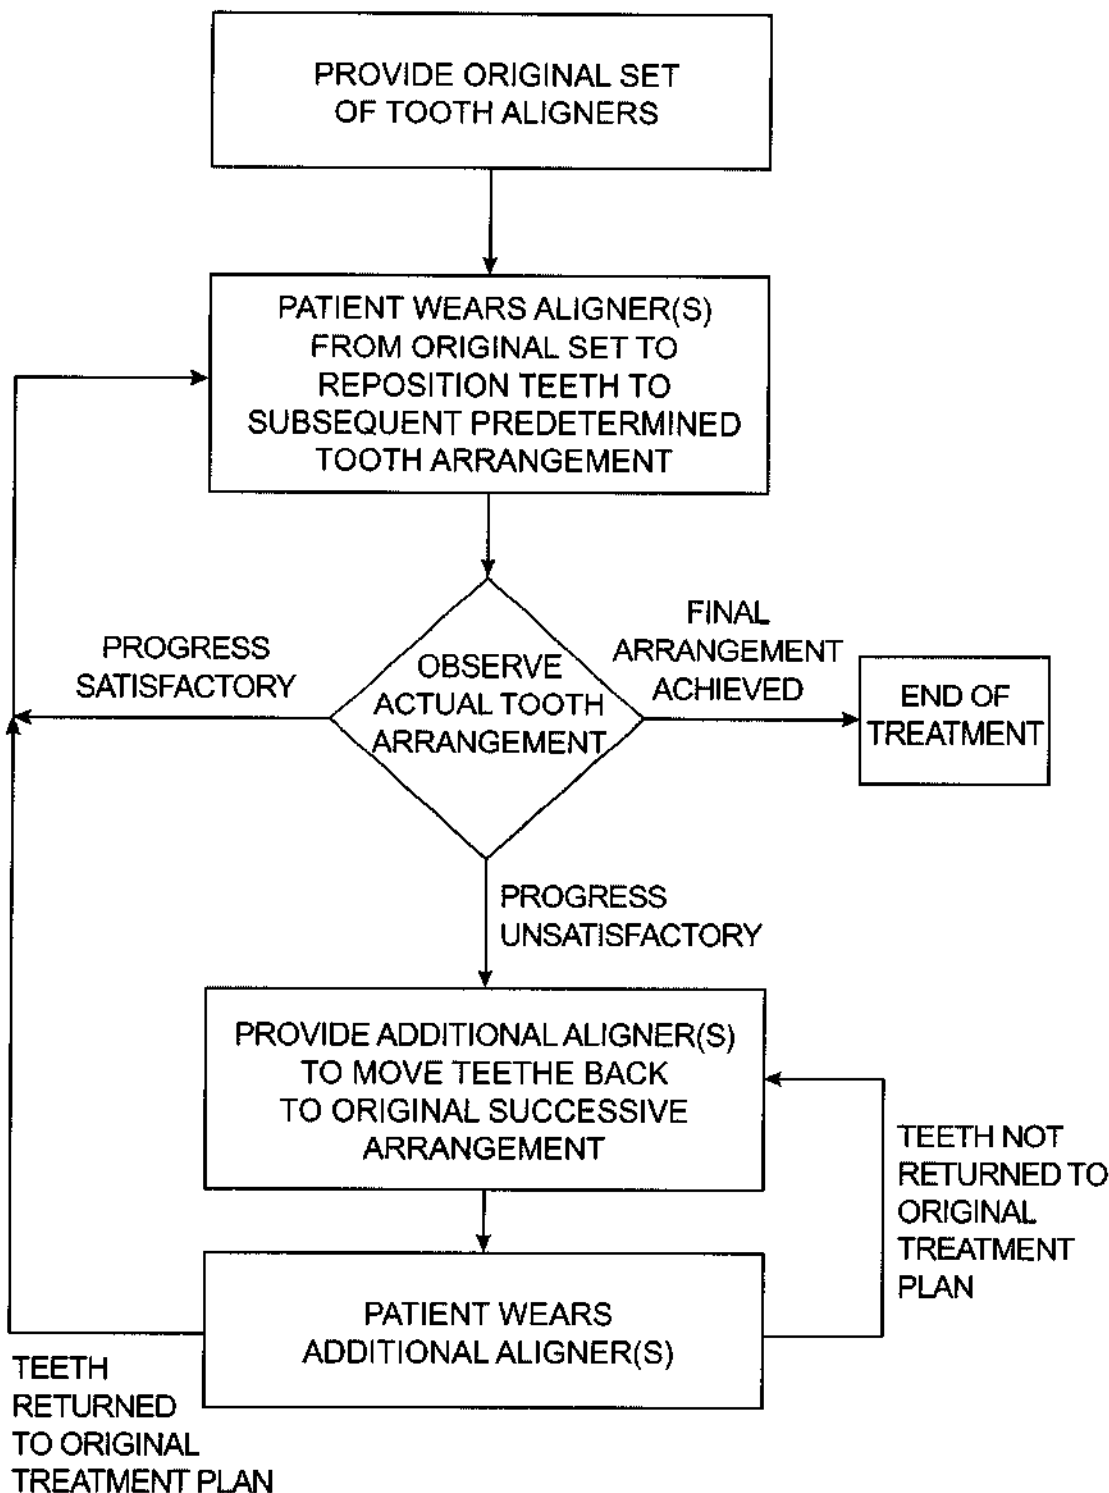 PROVIDE ORIGINAL SET
OF TOOTH ALIGNERS
PATIENT WEARS ALIGNER(S)
FROM ORIGINAL SET TO
REPOSITION TEETH TO
SUBSEQUENT PREDETERMINED
TOOTH ARRANGEMENT
PROGRESS
SATISFACTORY
OBSERVE
ACTUAL TOOTH
ARRANGEMENT
FINAL
ARRANGEMENT
ACHIEVED
END OF
TREATMENT
PROGRESS
UNSATISFACTORY
PROVIDE ADDITIONAL ALIGNER(S)
TO MOVE TEETHE BACK
TO ORIGINAL SUCCESSIVE
ARRANGEMENT
TEETH NOT
RETURNED TO
ORIGINAL
TREATMENT
PLAN
PATIENT WEARS
ADDITIONAL ALIGNER(S)
TEETH
RETURNED
TO ORIGINAL
TREATMENT PLAN